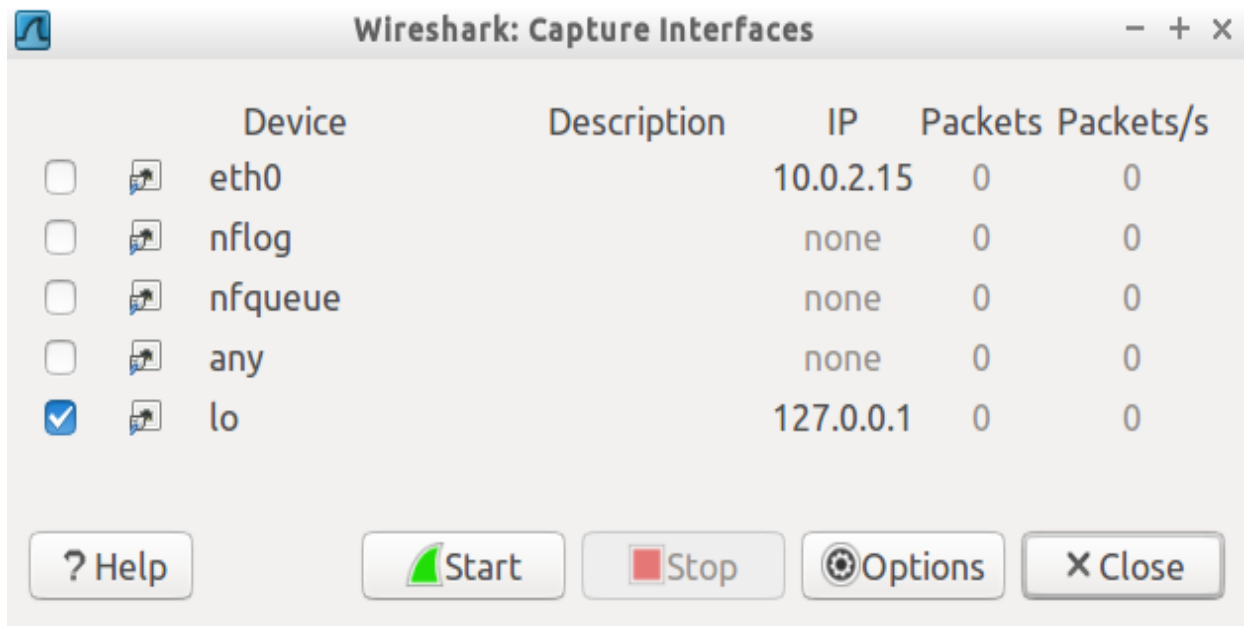 Wireshark: Capture Interfaces
Device Description IP Packets Packets/s
eth0 10.0.2.15 0 0
nflog none 0 0
nfqueue none 0 0
any none 0 0
lo 127.0.0.1 0 0
? Help Start Stop Options Close